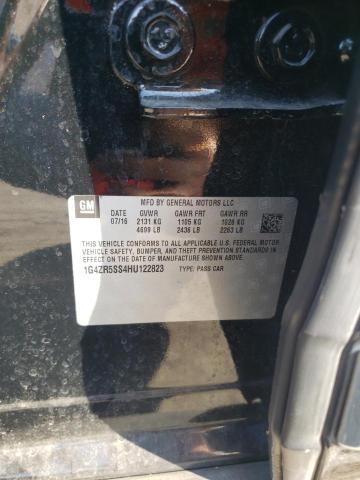 GM
MFD BY GENERAL MOTORS LLC
DATE GVWR GAWR FRT GAWR RR
07/16 2131 KG 1105 KG 1026 KG
4699 LB 2436 LB 2263 LB
THIS VEHICLE CONFORMS TO ALL APPLICABLE U.S. FEDERAL MOTOR
VEHICLE SAFETY, BUMPER, AND THEFT PREVENTION STANDARDS IN
EFFECT ON THE DATE OF MANUFACTURE SHOWN ABOVE.
1G4ZR5SS4HU122823 TYPE: PASS CAR